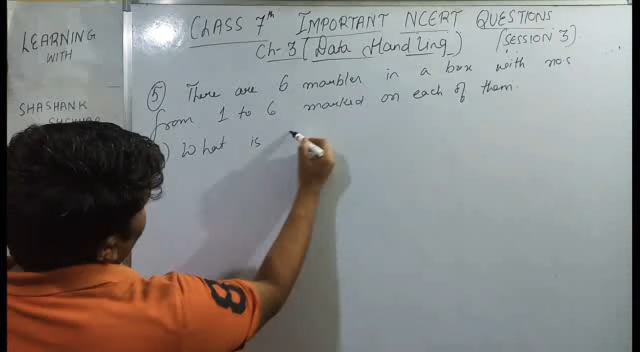 CLASS 7th IMPORTANT NCERT QUESTIONS
LEARNING
WITH
Ch-3 (Data Handling) (SESSION 3)
⑤ There are 6 marbles in a box with nos ...
from 1 to 6 marked on each of them.
SHASHANK
) What is
8